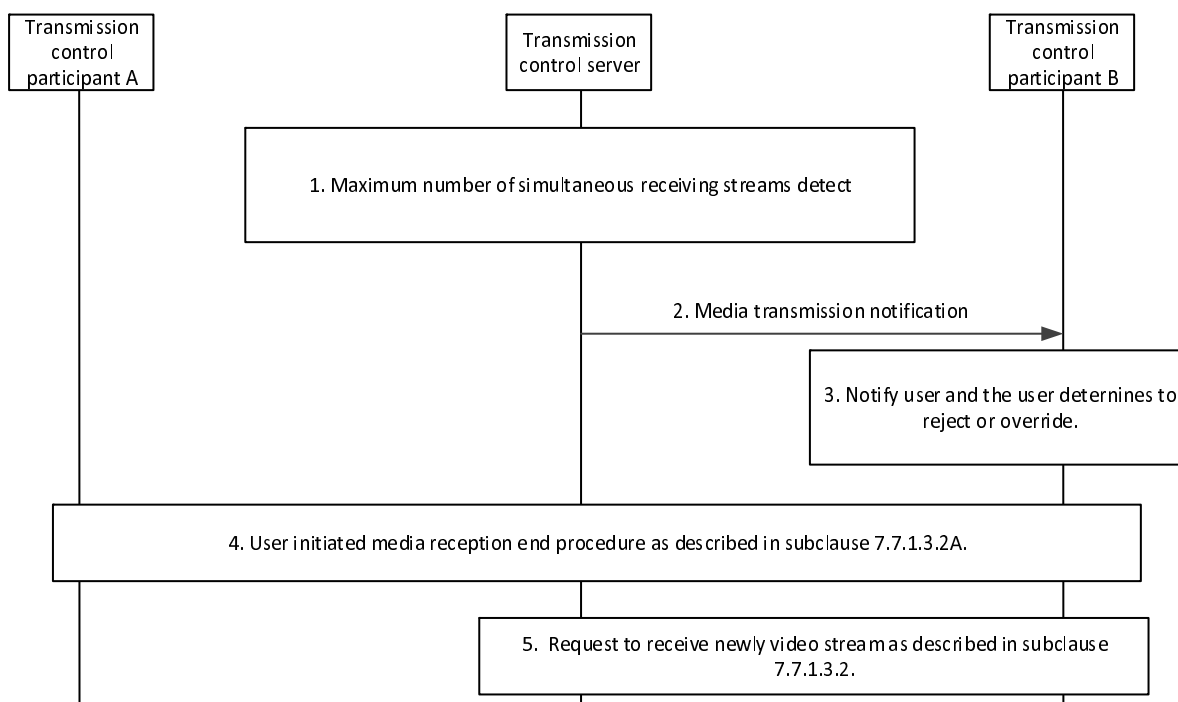 Transmission
control
participant A
Transmission
control server
Transmission
control
participant B
1. Maximum number of simultaneous receiving streams detect
2. Media transmission notification
3. Notify user and the user deternines to
reject or override.
4. User initiated media reception end procedure as described in subclause 7.7.1.3.2A.
5. Request to receive newly video stream as described in subclause
7.7.1.3.2.